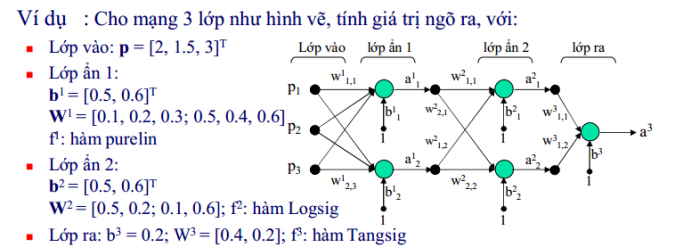 Ví dụ : Cho mạng 3 lớp như hình vẽ, tính giá trị ngõ ra, với:
Lớp vào: p = [2, 1.5, 3]ᵀ
Lớp ẩn 1:
b¹ = [0.5, 0.6]ᵀ
W¹ = [0.1, 0.2, 0.3; 0.5, 0.4, 0.6]
f¹: hàm purelin
Lớp ẩn 2:
b² = [0.5, 0.6]ᵀ
W² = [0.5, 0.2; 0.1, 0.6]; f²: hàm Logsig
Lớp ra: b³ = 0.2; W³ = [0.4, 0.2]; f³: hàm Tangsig
Lớp vào lớp ẩn 1 lớp ẩn 2 lớp ra
w¹₁,₁ a¹₁ w²₁,₁ a²₁
p₁
b¹₁ w²₂,₁ b²₁ w³₁,₁
p₂ 1 1 a³
w²₁,₂ w³₁,₂
p₃ a¹₂ a²₂ b³
w¹₂,₃ b¹₂ w²₂,₂ b²₂ 1
1 1